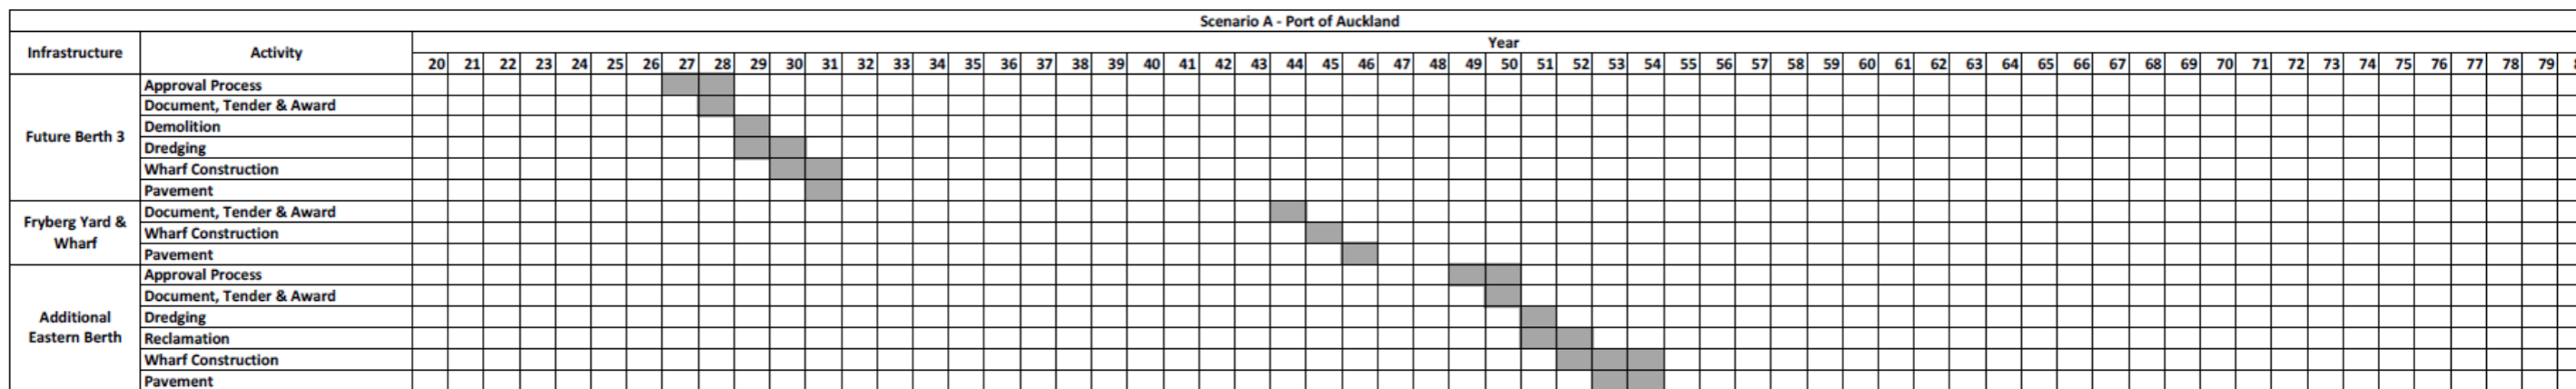 Scenario A - Port of Auckland
Infrastructure Activity Year
20 21 22 23 24 25 26 27 28 29 30 31 32 33 34 35 36 37 38 39 40 41 42 43 44 45 46 47 48 49 50 51 52 53 54 55 56 57 58 59 60 61 62 63 64 65 66 67 68 69 70 71 72 73 74 75 76 77 78 79
Future Berth 3
Approval Process
Document, Tender & Award
Demolition
Dredging
Wharf Construction
Pavement
Fryberg Yard &
Wharf
Document, Tender & Award
Wharf Construction
Pavement
Additional
Eastern Berth
Approval Process
Document, Tender & Award
Dredging
Reclamation
Wharf Construction
Pavement